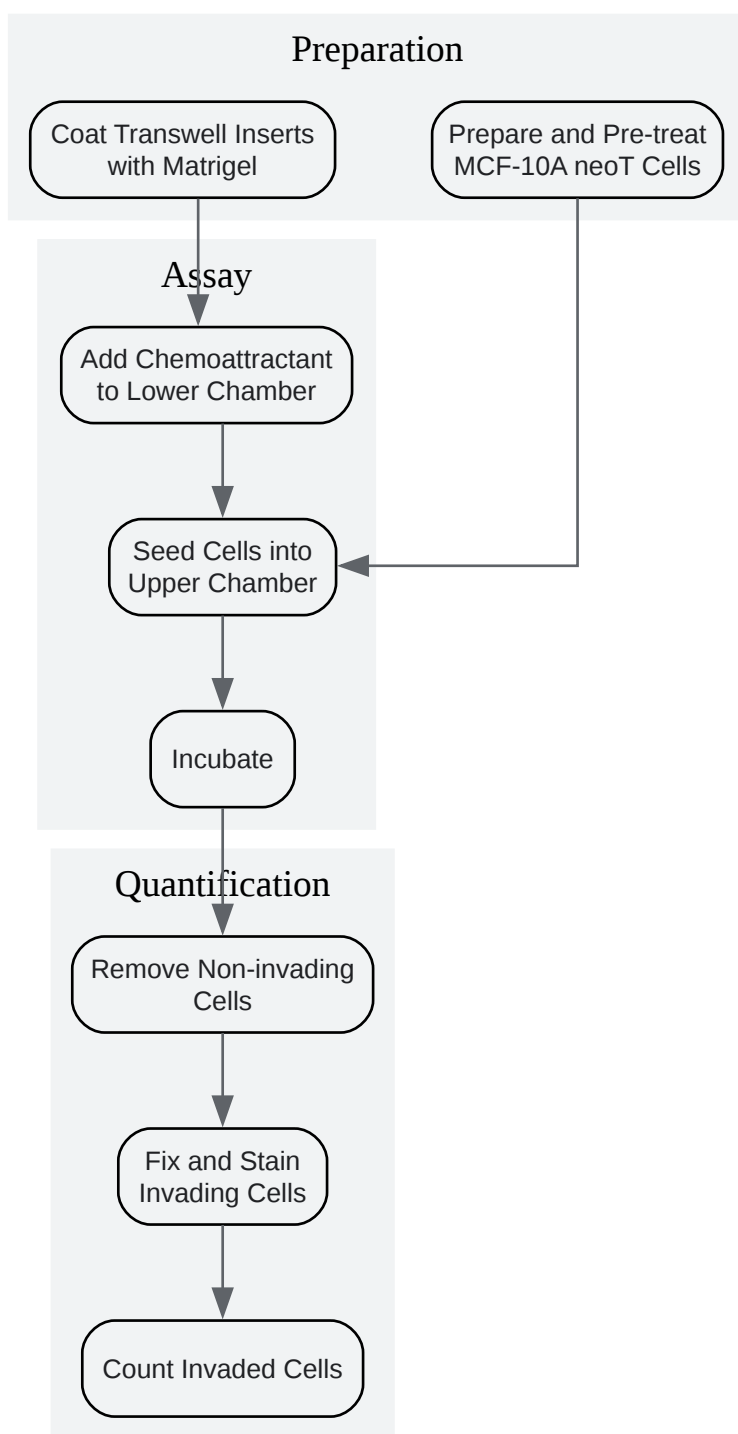 Preparation
Coat Transwell Inserts
with Matrigel
Prepare and Pre-treat
MCF-10A neoT Cells
Assay
Add Chemoattractant
to Lower Chamber
Seed Cells into
Upper Chamber
Incubate
Quantification
Remove Non-invading
Cells
Fix and Stain
Invading Cells
Count Invaded Cells